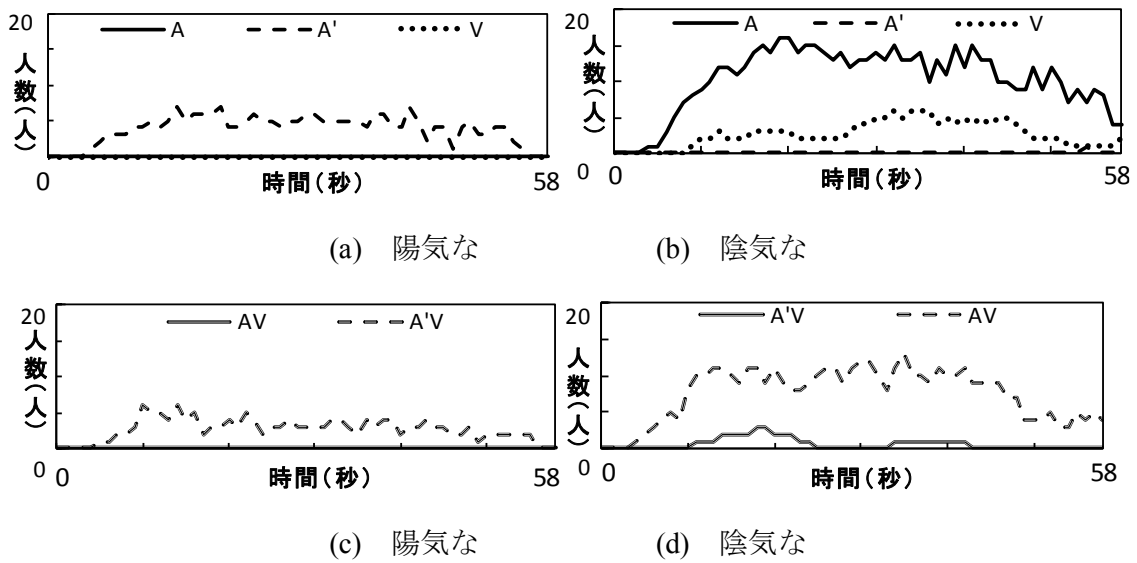 20
A A' V
人数(人)
0
0 時間(秒) 58
(a) 陽気な
20
A A' V
人数(人)
0
0 時間(秒) 58
(b) 陰気な
20
AV A'V
人数(人)
0
0 時間(秒) 58
(c) 陽気な
20
A'V AV
人数(人)
0
0 時間(秒) 58
(d) 陰気な